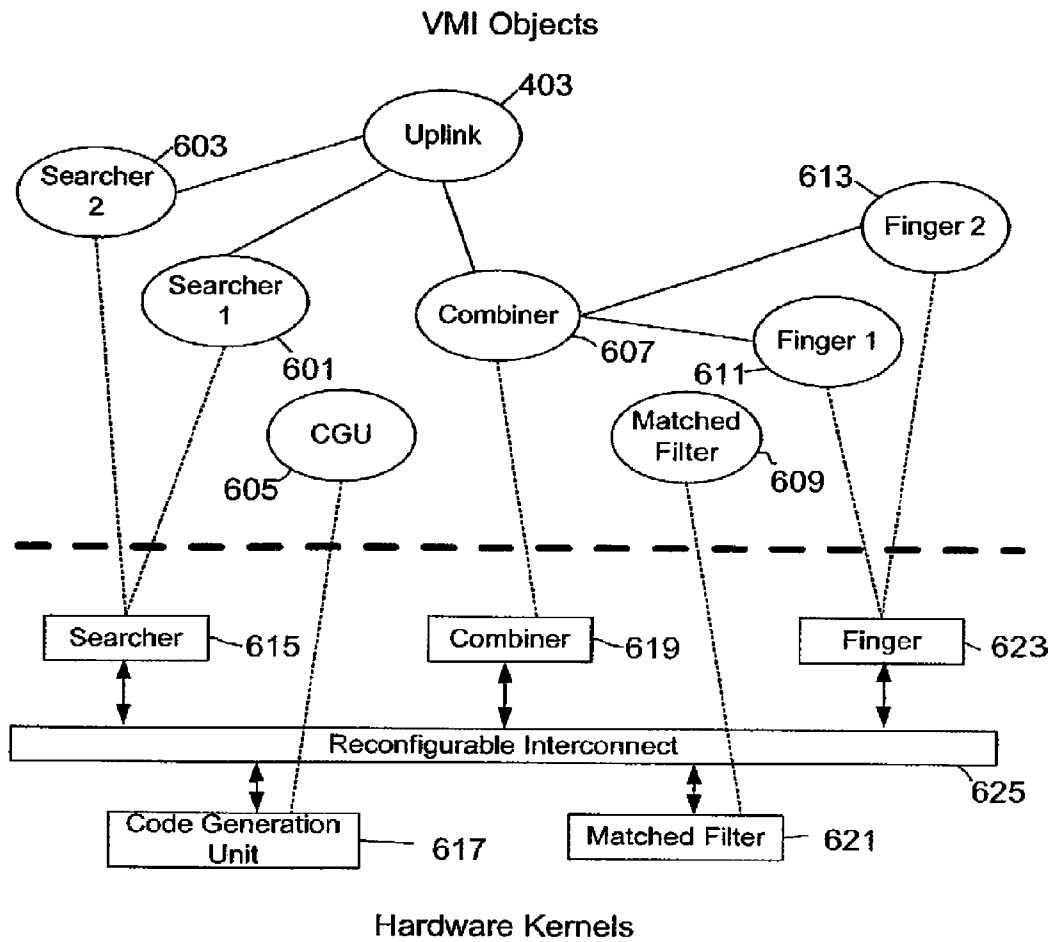 VMI Objects
403
Uplink
603
Searcher
2
613
Finger 2
Searcher
1
601
Combiner
607
Finger 1
611
CGU
605
Matched
Filter
609
Searcher
615
Combiner
619
Finger
623
Reconfigurable Interconnect
625
Code Generation
Unit
617
Matched Filter
621
Hardware Kernels